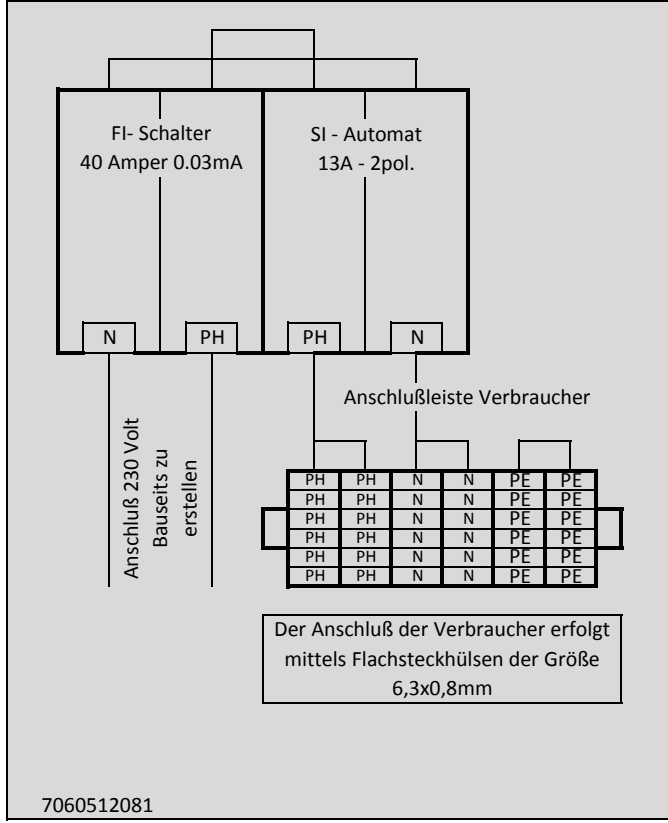 FI- Schalter
40 Amper 0.03mA
SI - Automat
13A - 2pol.
N
PH
PH
N
Anschlußleiste Verbraucher
Anschluß 230 Volt
Bauseits zu
erstellen
PH PH N N PE PE
PH PH N N PE PE
PH PH N N PE PE
PH PH N N PE PE
PH PH N N PE PE
PH PH N N PE PE
Der Anschluß der Verbraucher erfolgt
mittels Flachsteckhülsen der Größe
6,3x0,8mm
7060512081